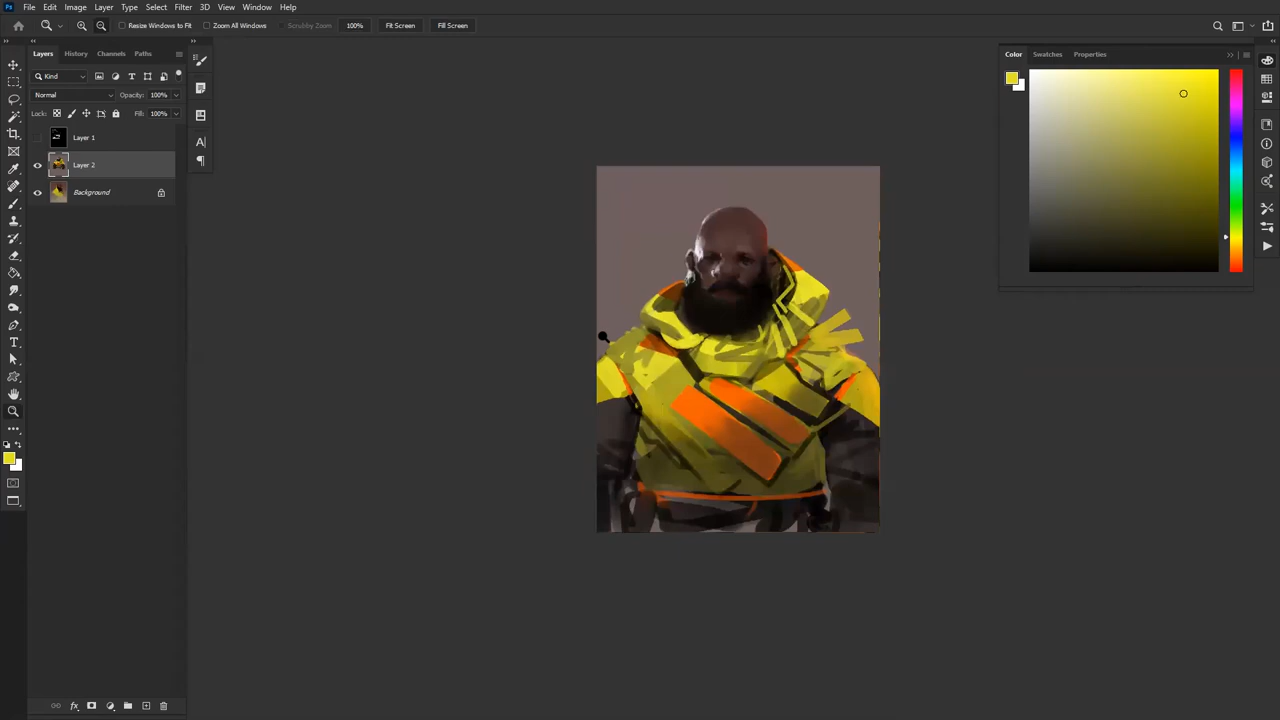 Ps File Edit Image Layer Type Select Filter 3D View Window Help
Resize Windows to Fit Scrubby Zoom All Windows Scrubby Zoom 100% Fit Screen Fill Screen
Layers History Channels Paths
Kind
Normal Opacity: 100%
Lock: Fill: 100%
Layer 1
Layer 2
Background
Color Swatches Properties